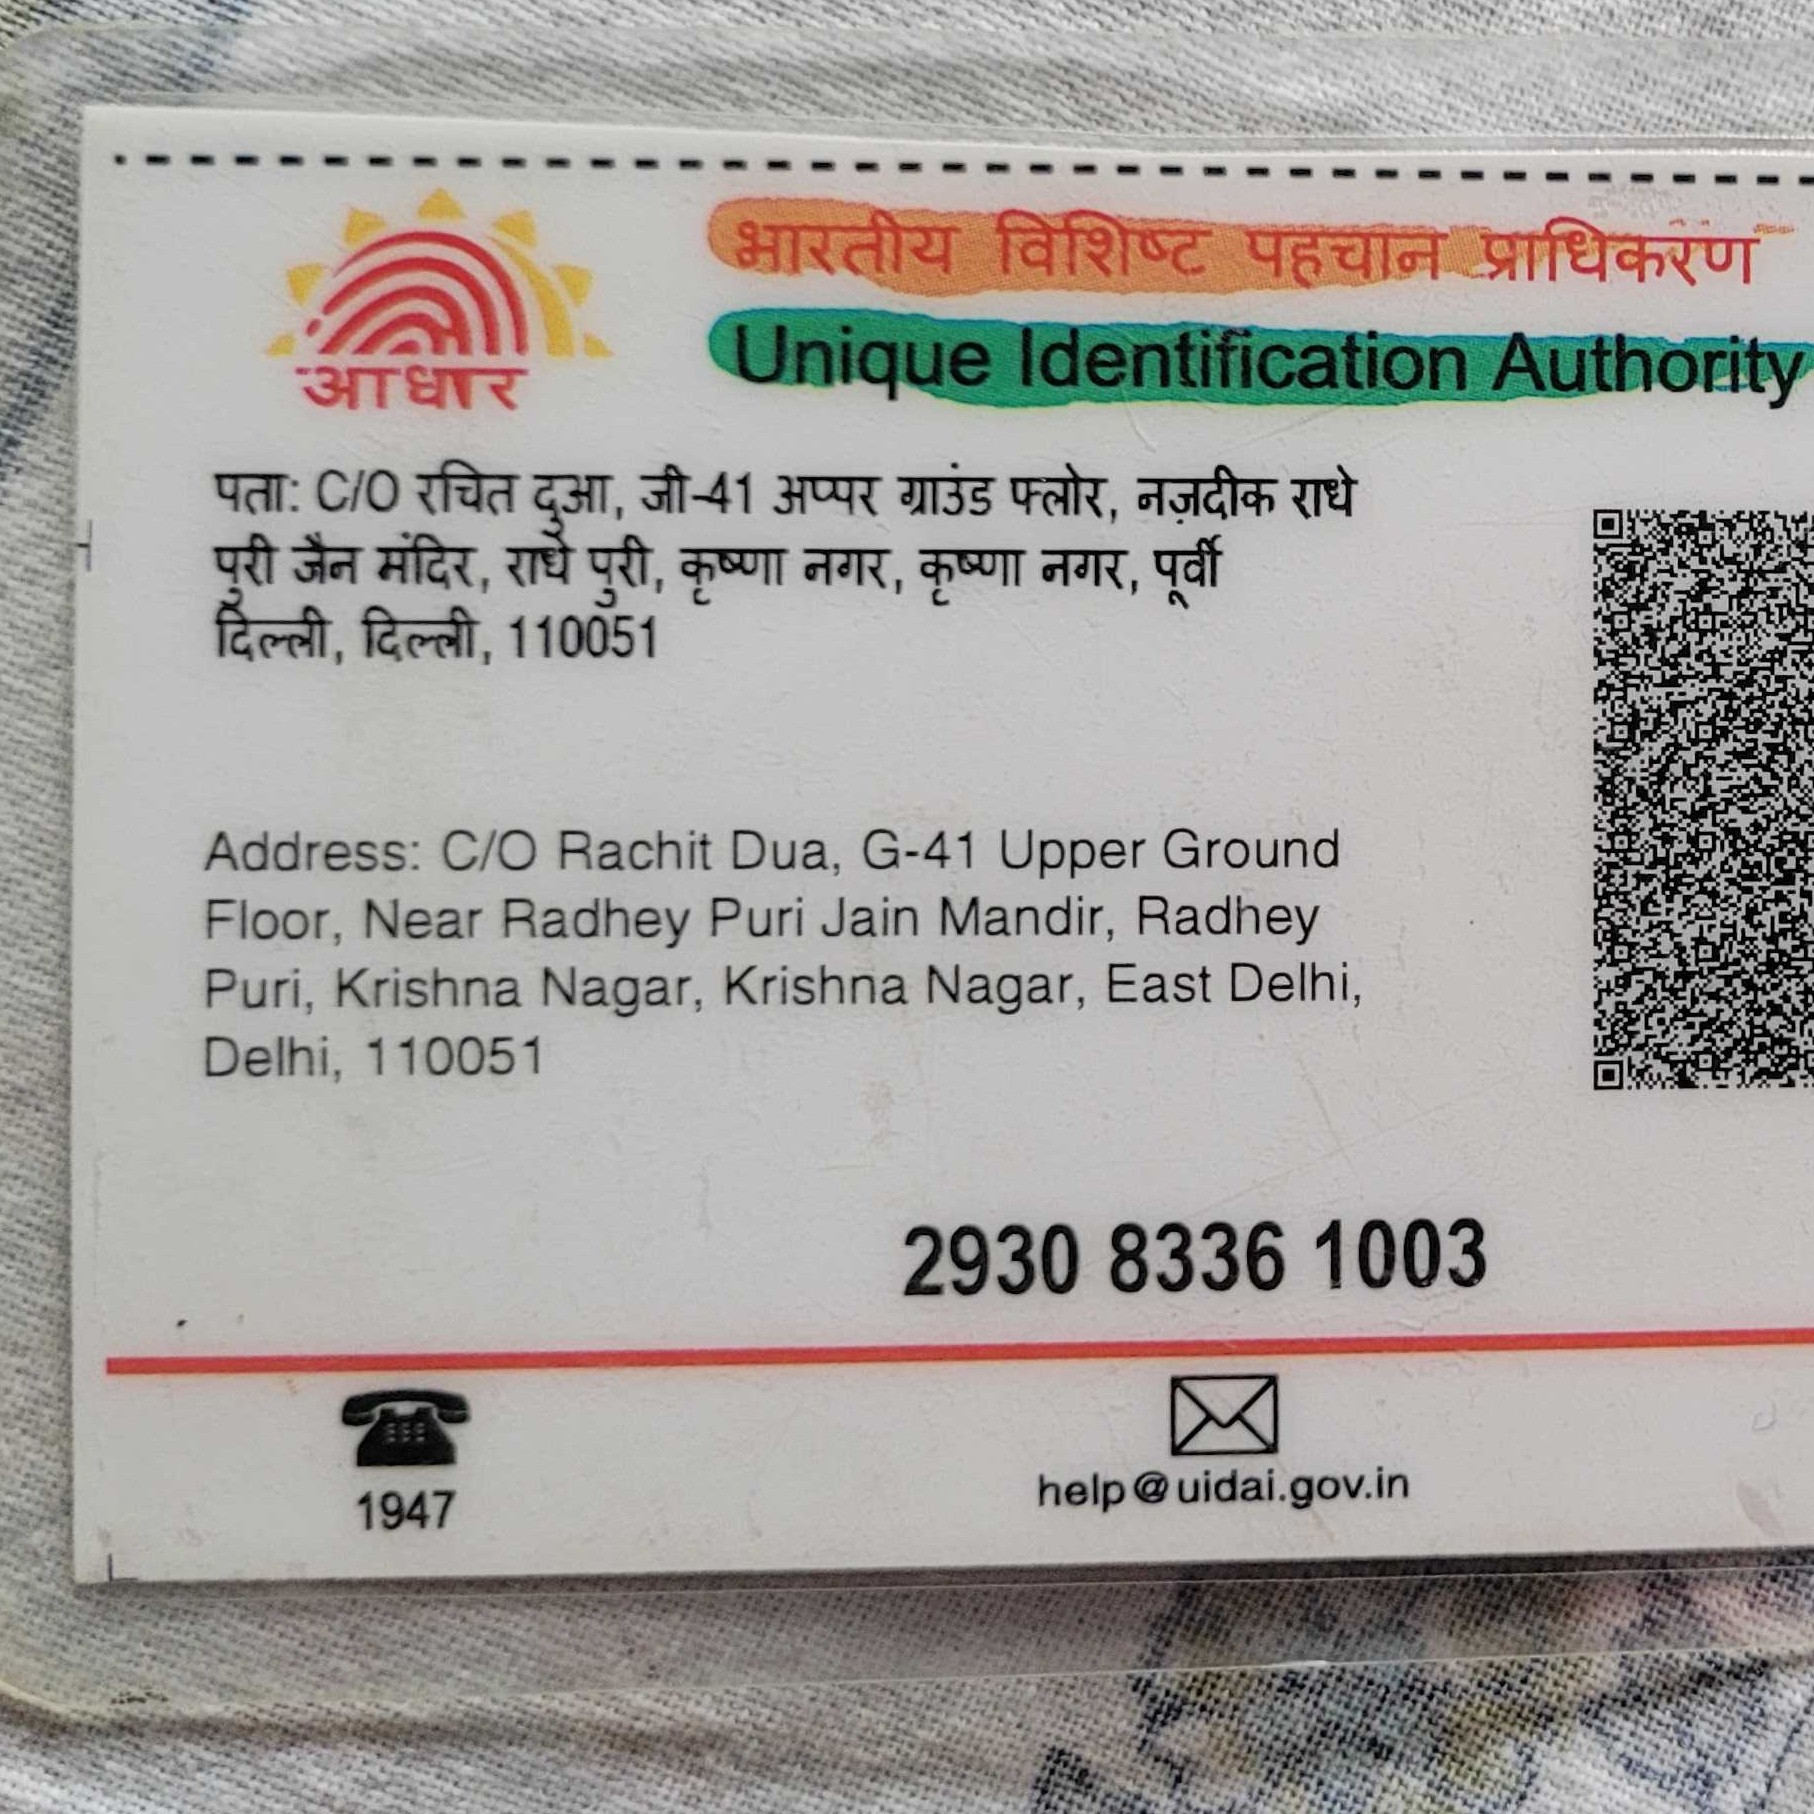 आधार
भारतीय विशिष्ट पहचान प्राधिकरण
Unique Identification Authority
पता: C/O रचित दुआ, जी-41 अप्पर ग्राउंड फ्लोर, नज़दीक राधे
पुरी जैन मंदिर, राधे पुरी, कृष्णा नगर, कृष्णा नगर, पूर्वी
दिल्ली, दिल्ली, 110051
Address: C/O Rachit Dua, G-41 Upper Ground
Floor, Near Radhey Puri Jain Mandir, Radhey
Puri, Krishna Nagar, Krishna Nagar, East Delhi,
Delhi, 110051
2930 8336 1003
1947
help@uidai.gov.in